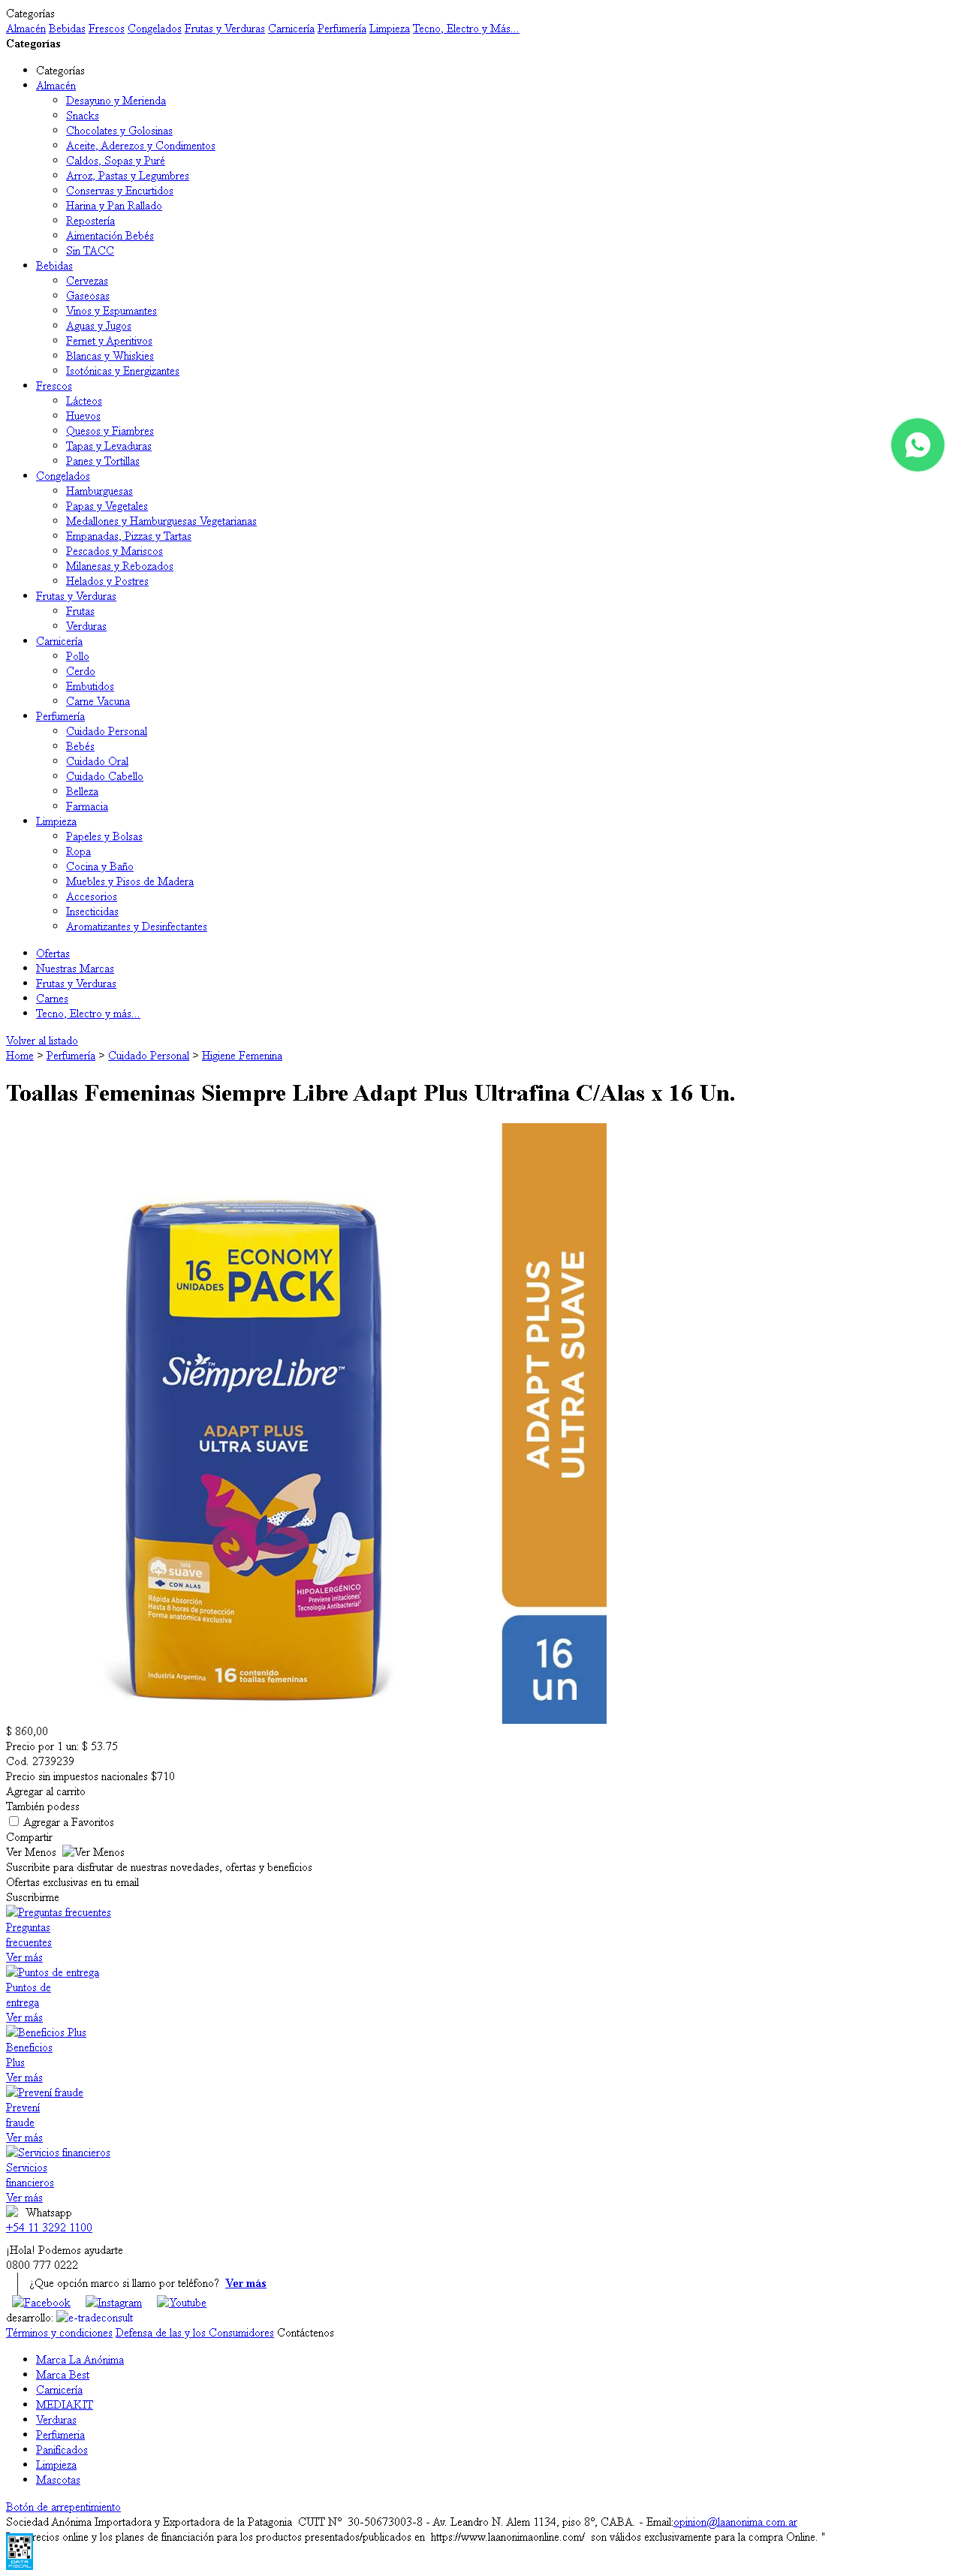 Categorías
Almacén Bebidas Frescos Congelados Frutas y Verduras Carnicería Perfumería Limpieza Tecno, Electro y Más...
Categorías
Categorías
Almacén
Desayuno y Merienda
Snacks
Chocolates y Golosinas
Aceite, Aderezos y Condimentos
Caldos, Sopas y Puré
Arroz, Pastas y Legumbres
Conservas y Encurtidos
Harina y Pan Rallado
Repostería
Aimentación Bebés
Sin TACC
Bebidas
Cervezas
Gaseosas
Vinos y Espumantes
Aguas y Jugos
Fernet y Aperitivos
Blancas y Whiskies
Isotónicas y Energizantes
Frescos
Lácteos
Huevos
Quesos y Fiambres
Tapas y Levaduras
Panes y Tortillas
Congelados
Hamburguesas
Papas y Vegetales
Medallones y Hamburguesas Vegetarianas
Empanadas, Pizzas y Tartas
Pescados y Mariscos
Milanesas y Rebozados
Helados y Postres
Frutas y Verduras
Frutas
Verduras
Carnicería
Pollo
Cerdo
Embutidos
Carne Vacuna
Perfumería
Cuidado Personal
Bebés
Cuidado Oral
Cuidado Cabello
Belleza
Farmacia
Limpieza
Papeles y Bolsas
Ropa
Cocina y Baño
Muebles y Pisos de Madera
Accesorios
Insecticidas
Aromatizantes y Desinfectantes
Ofertas
Nuestras Marcas
Frutas y Verduras
Carnes
Tecno, Electro y más...
Volver al listado
Home > Perfumería > Cuidado Personal > Higiene Femenina
Toallas Femeninas Siempre Libre Adapt Plus Ultrafina C/Alas x 16 Un.
16 UNIDADES ECONOMY PACK
SiempreLibre™
ADAPT PLUS
ULTRA SUAVE
tela suave
CON ALAS
Rápida Absorción
Hasta 8 horas de protección
Forma anatómica exclusiva
HIPOALERGÉNICO
Previene irritaciones
Tecnología Antibacterial
Industria Argentina 16 contenido toallas femeninas
ADAPT PLUS
ULTRA SUAVE
16
un
$ 860,00
Precio por 1 un: $ 53.75
Cod. 2739239
Precio sin impuestos nacionales $710
Agregar al carrito
También podess
Agregar a Favoritos
Compartir
Ver Menos Ver Menos
Suscribite para disfrutar de nuestras novedades, ofertas y beneficios
Ofertas exclusivas en tu email
Suscribirme
Preguntas frecuentes
Preguntas
frecuentes
Ver más
Puntos de entrega
Puntos de
entrega
Ver más
Beneficios Plus
Beneficios
Plus
Ver más
Prevení fraude
Prevení
fraude
Ver más
Servicios financieros
Servicios
financieros
Ver más
Whatsapp
+54 11 3292 1100
¡Hola! Podemos ayudarte
0800 777 0222
¿Que opción marco si llamo por teléfono? Ver más
Facebook Instagram Youtube
desarrollo: e-tradeconsult
Términos y condiciones Defensa de las y los Consumidores Contáctenos
Marca La Anónima
Marca Best
Carnicería
MEDIAKIT
Verduras
Perfumeria
Panificados
Limpieza
Mascotas
Botón de arrepentimiento
Sociedad Anónima Importadora y Exportadora de la Patagonia CUIT Nº 30-50673003-8 - Av. Leandro N. Alem 1134, piso 8º, CABA. - Email:opinion@laanonima.com.ar
recios online y los planes de financiación para los productos presentados/publicados en https://www.laanonimaonline.com/ son válidos exclusivamente para la compra Online. "
DATA FISCAL